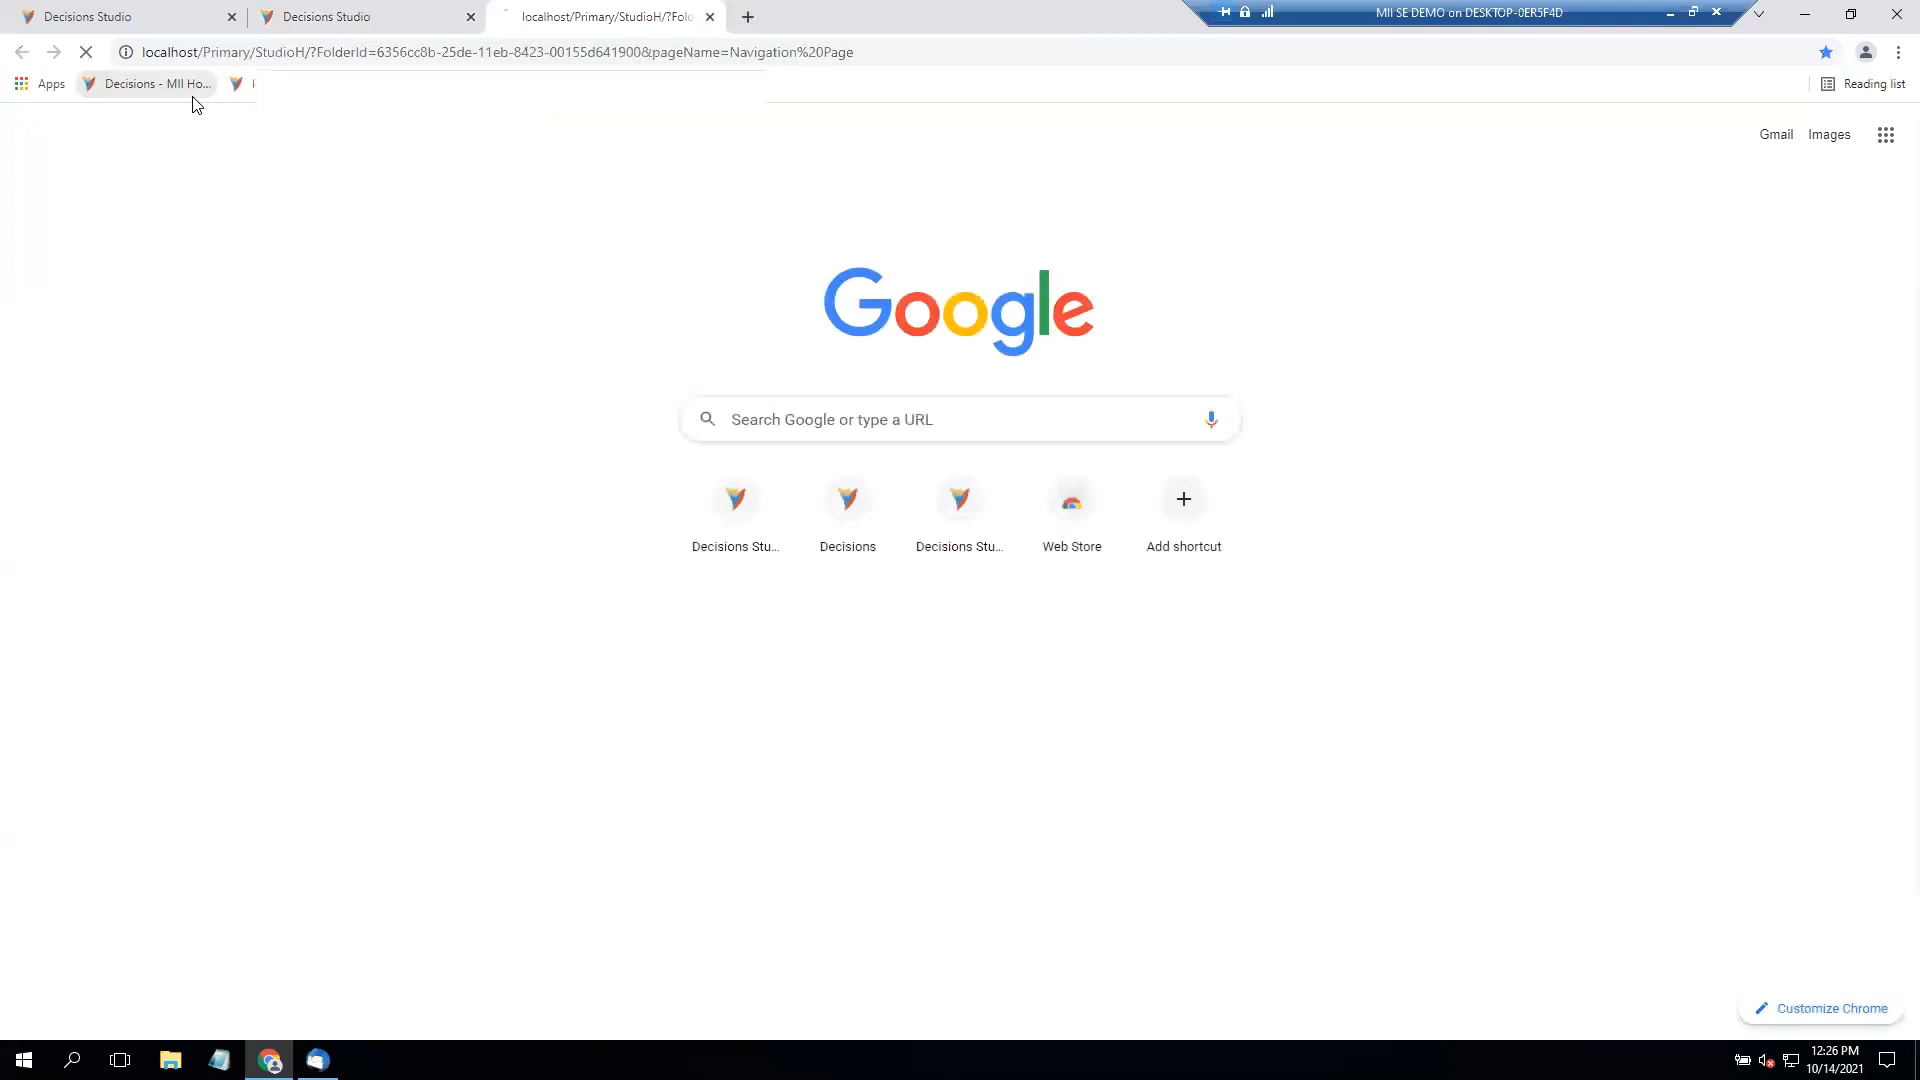 Decisions Studio
Decisions Studio
localhost/Primary/StudioH/?Fold
MII SE DEMO on DESKTOP-0ER5F4D
localhost/Primary/StudioH/?FolderId=6356cc8b-25de-11eb-8423-00155d641900&pageName=Navigation%20Page
Apps
Decisions - MII Ho...
Reading list
Gmail
Images
Google
Search Google or type a URL
Decisions Stu...
Decisions
Decisions Stu...
Web Store
Add shortcut
Customize Chrome
12:26 PM
10/14/2021